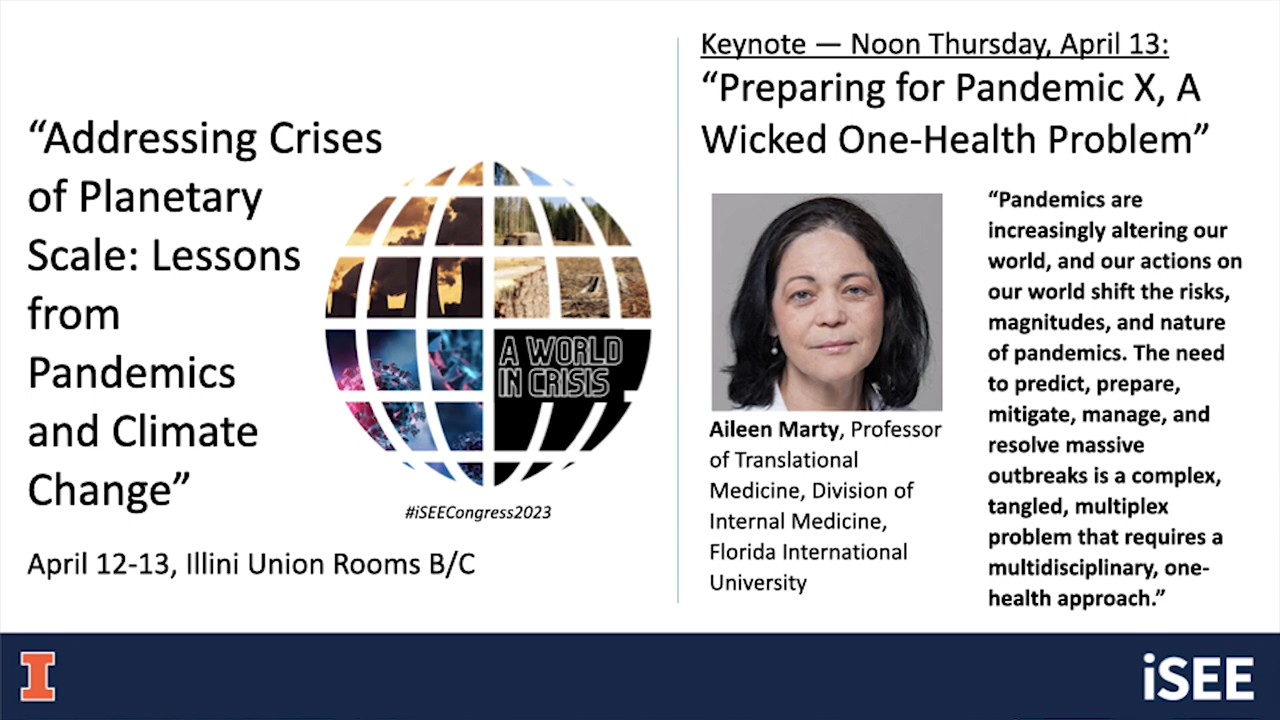 “Addressing Crises
of Planetary
Scale: Lessons
from
Pandemics
and Climate
Change”
A WORLD
IN CRISIS
#iSEECongress2023
April 12-13, Illini Union Rooms B/C
Keynote — Noon Thursday, April 13:
“Preparing for Pandemic X, A
Wicked One-Health Problem”
Aileen Marty, Professor
of Translational
Medicine, Division of
Internal Medicine,
Florida International
University
“Pandemics are
increasingly altering our
world, and our actions on
our world shift the risks,
magnitudes, and nature
of pandemics. The need
to predict, prepare,
mitigate, manage, and
resolve massive
outbreaks is a complex,
tangled, multiplex
problem that requires a
multidisciplinary, one-
health approach.”
I
iSEE